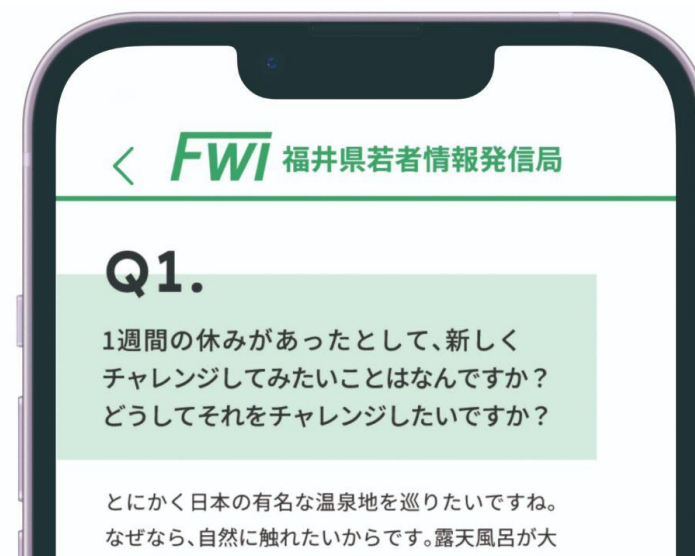 FWI 福井県若者情報発信局
Q1.
1週間の休みがあったとして、新しく
チャレンジしてみたいことはなんですか？
どうしてそれをチャレンジしたいですか？
とにかく日本の有名な温泉地を巡りたいですね。
なぜなら、自然に触れたいからです。露天風呂が大